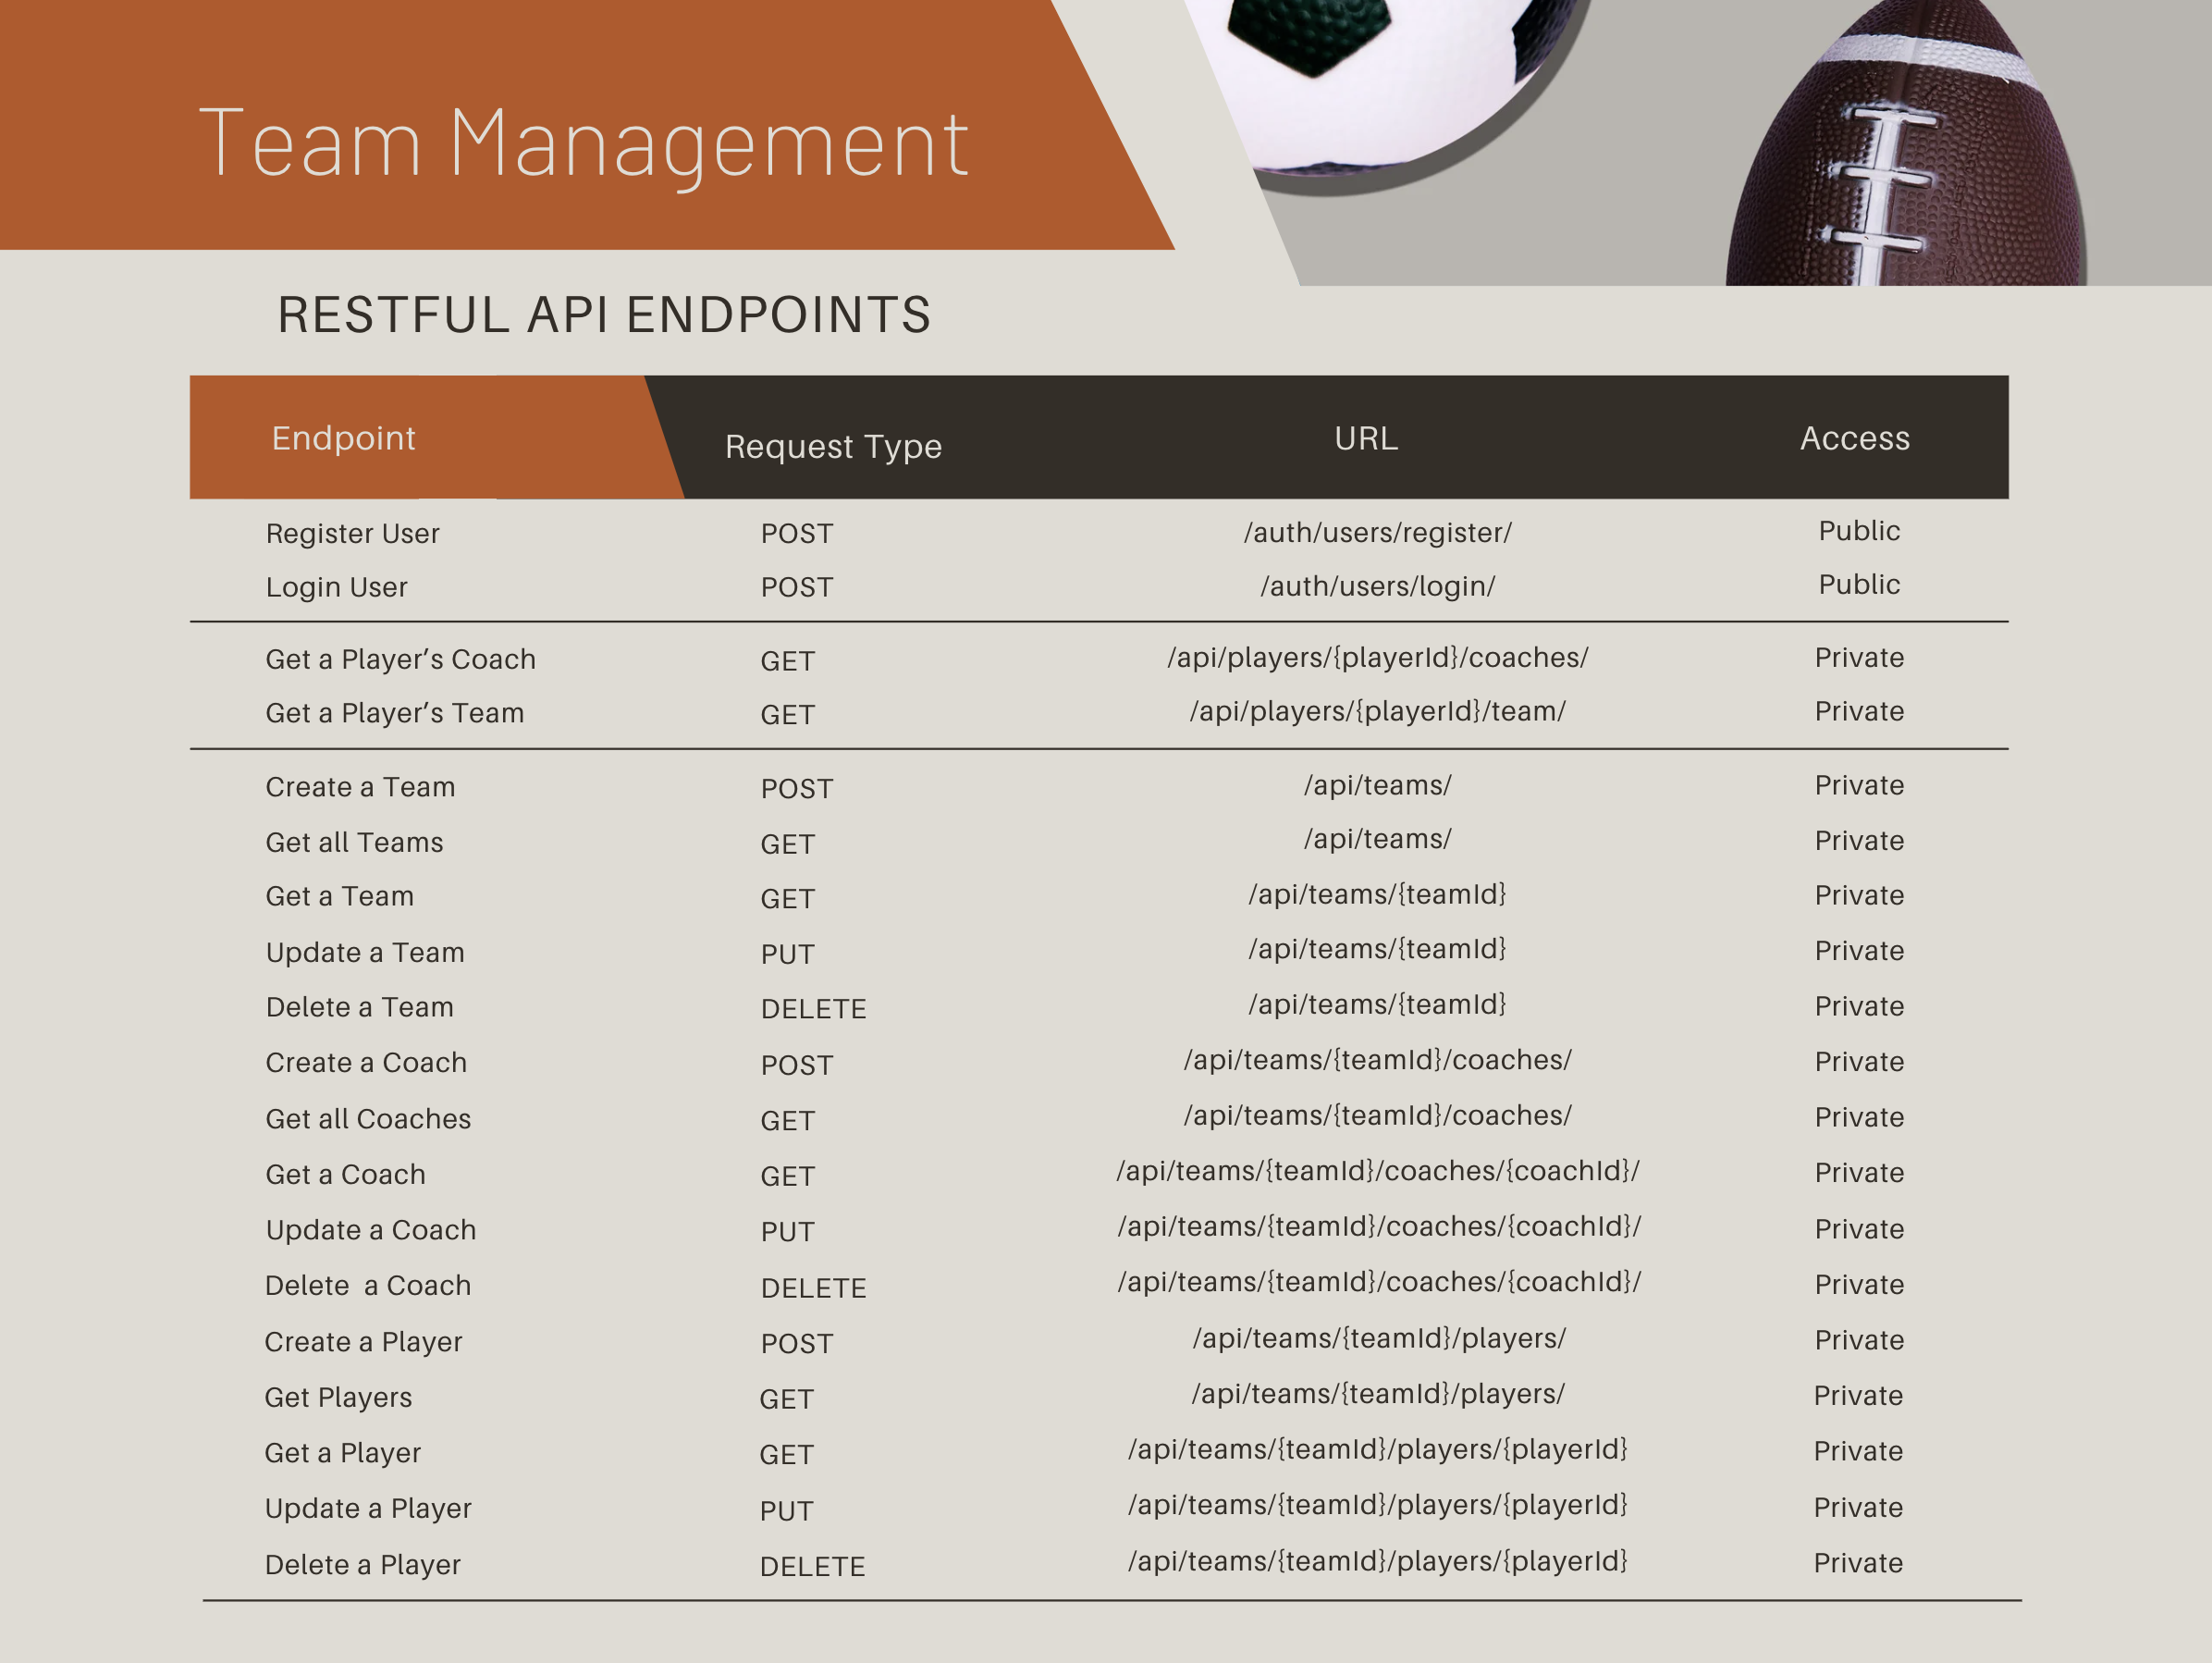 Team Management
RESTFUL API ENDPOINTS
Endpoint Request Type URL Access
Register User POST /auth/users/register/ Public
Login User POST /auth/users/login/ Public
Get a Player’s Coach GET /api/players/{playerId}/coaches/ Private
Get a Player’s Team GET /api/players/{playerId}/team/ Private
Create a Team POST /api/teams/ Private
Get all Teams GET /api/teams/ Private
Get a Team GET /api/teams/{teamId} Private
Update a Team PUT /api/teams/{teamId} Private
Delete a Team DELETE /api/teams/{teamId} Private
Create a Coach POST /api/teams/{teamId}/coaches/ Private
Get all Coaches GET /api/teams/{teamId}/coaches/ Private
Get a Coach GET /api/teams/{teamId}/coaches/{coachId}/ Private
Update a Coach PUT /api/teams/{teamId}/coaches/{coachId}/ Private
Delete  a Coach DELETE /api/teams/{teamId}/coaches/{coachId}/ Private
Create a Player POST /api/teams/{teamId}/players/ Private
Get Players GET /api/teams/{teamId}/players/ Private
Get a Player GET /api/teams/{teamId}/players/{playerId} Private
Update a Player PUT /api/teams/{teamId}/players/{playerId} Private
Delete a Player DELETE /api/teams/{teamId}/players/{playerId} Private